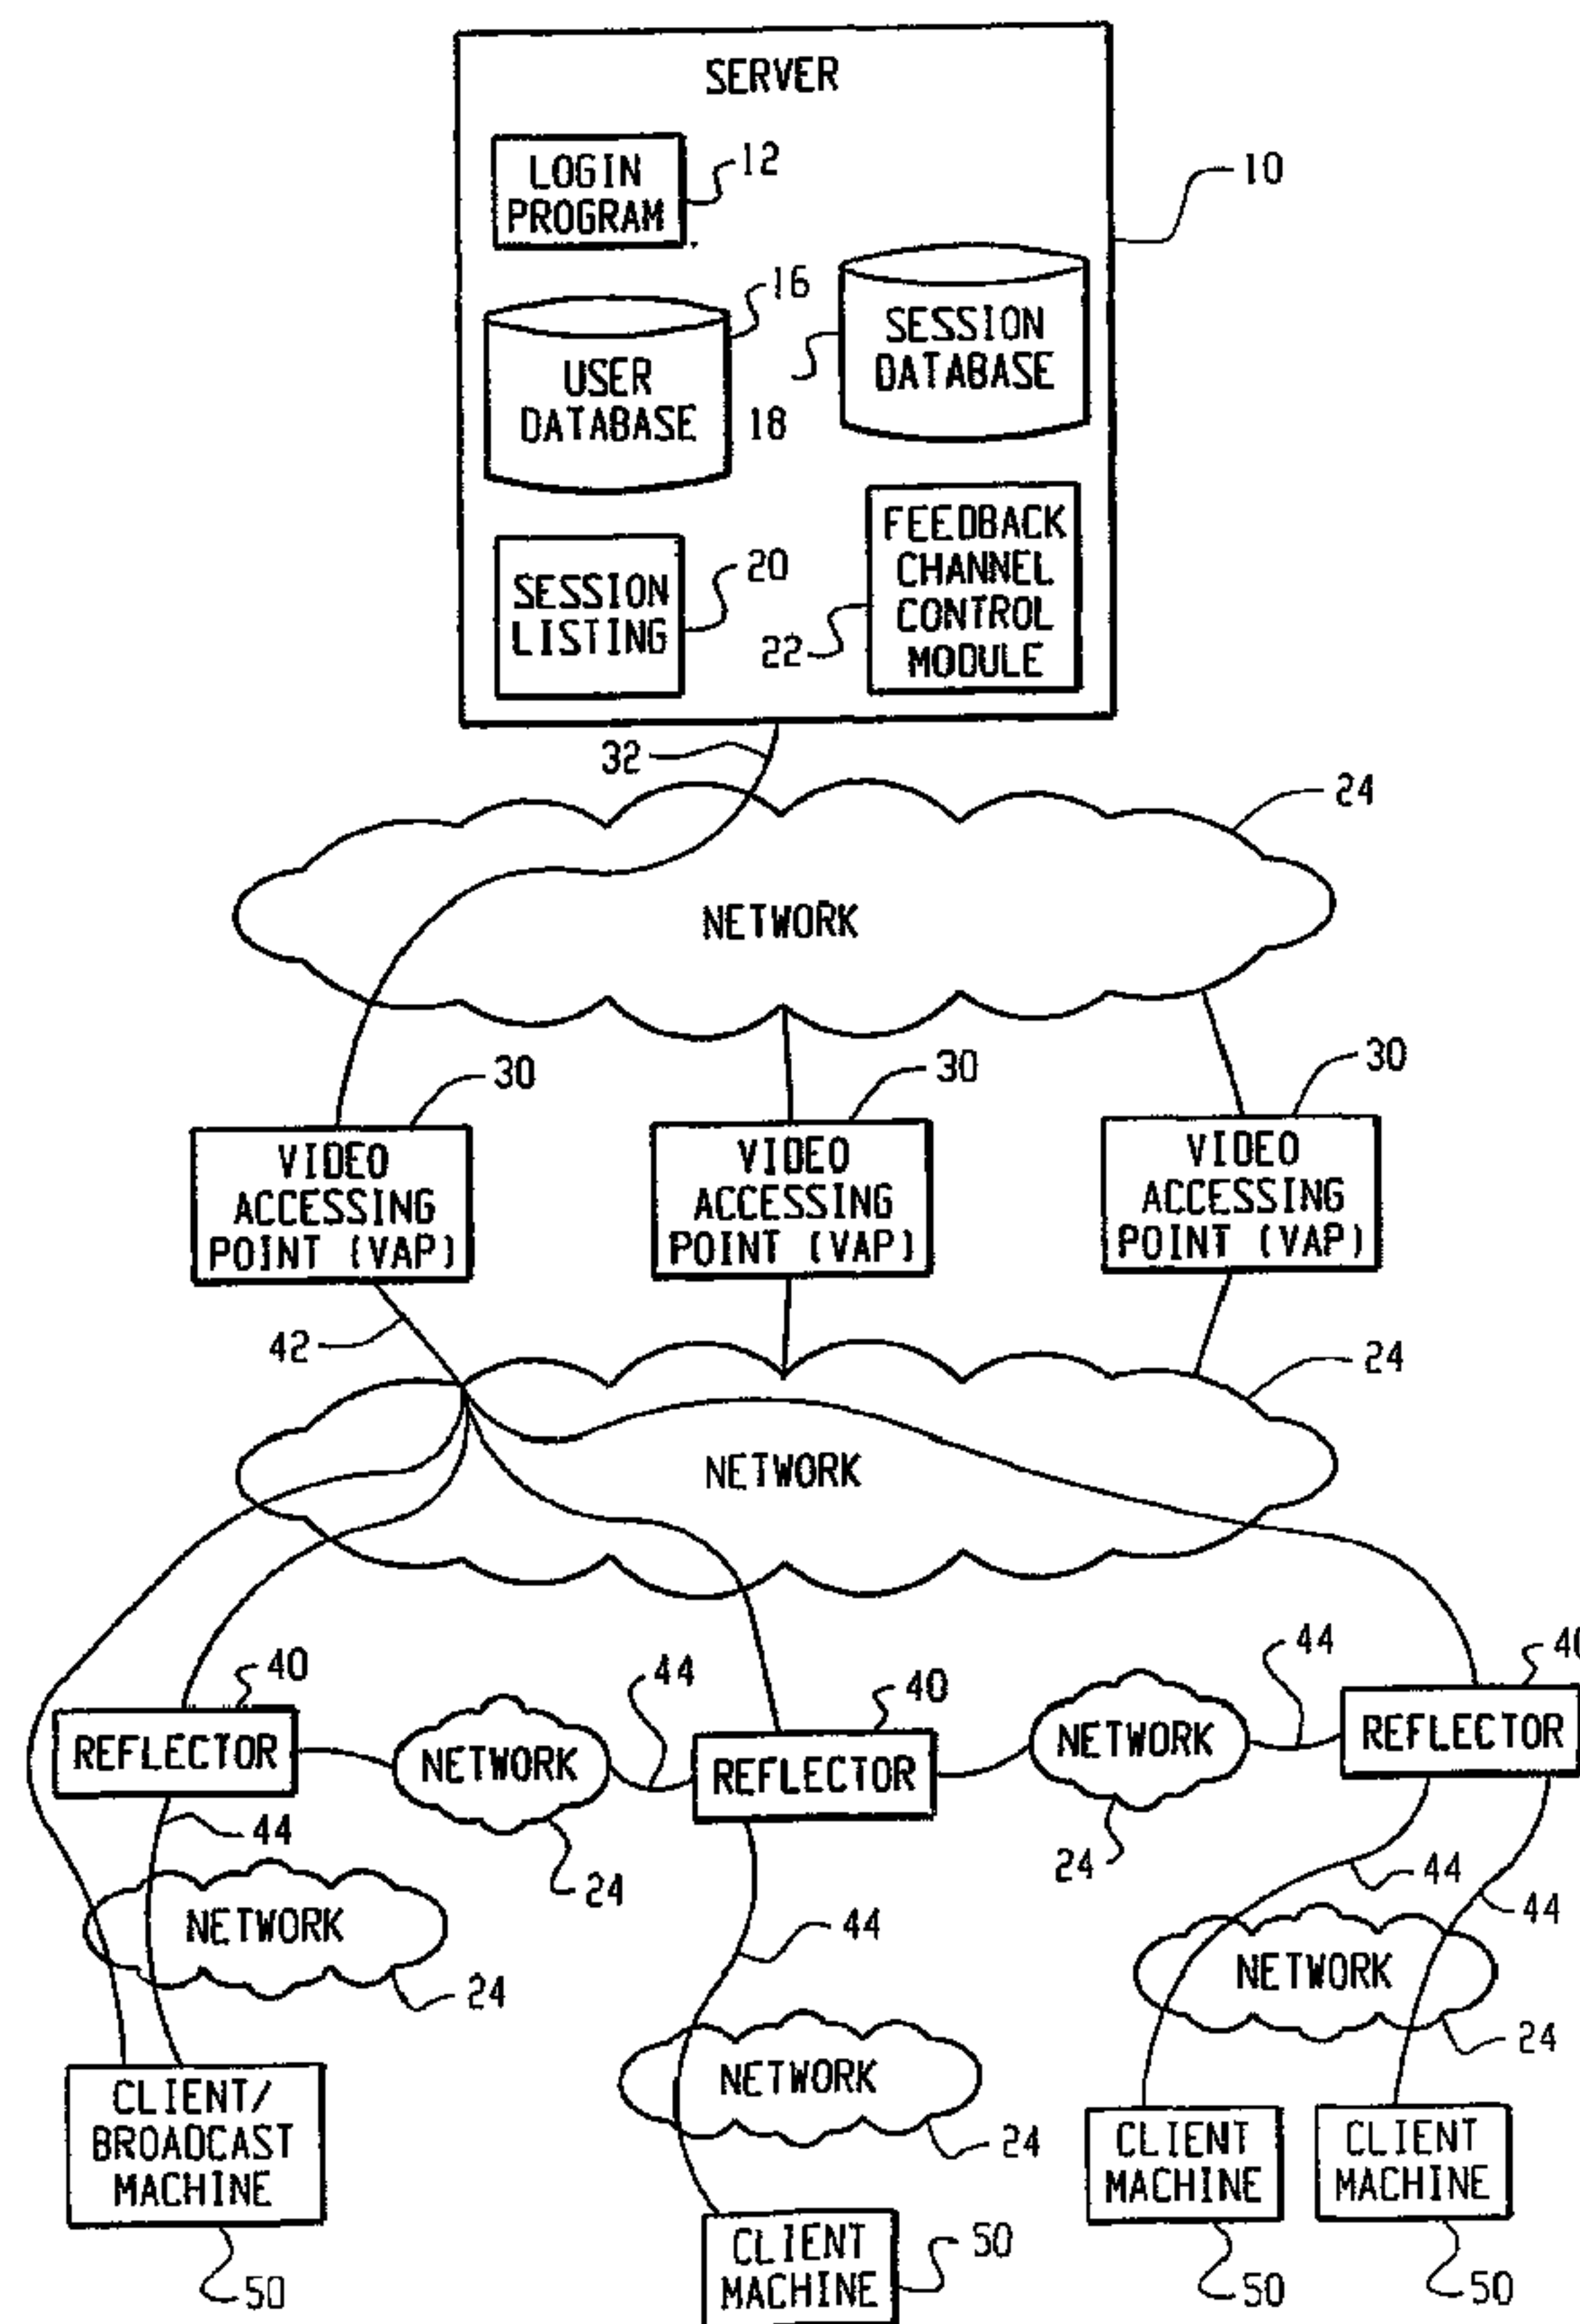 SERVER
LOGIN
PROGRAM
12
10
16
USER
DATABASE
18
SESSION
DATABASE
SESSION
LISTING
20
FEEDBACK
CHANNEL
CONTROL
MODULE
22
32
24
NETWORK
30
30
30
VIDEO
ACCESSING
POINT (VAP)
VIDEO
ACCESSING
POINT (VAP)
VIDEO
ACCESSING
POINT (VAP)
42
24
NETWORK
40
44
40
44
40
REFLECTOR
NETWORK
REFLECTOR
NETWORK
REFLECTOR
44
24
24
44
44
NETWORK
24
44
NETWORK
24
NETWORK
24
CLIENT/
BROADCAST
MACHINE
50
CLIENT
MACHINE
50
CLIENT
MACHINE
50
CLIENT
MACHINE
50